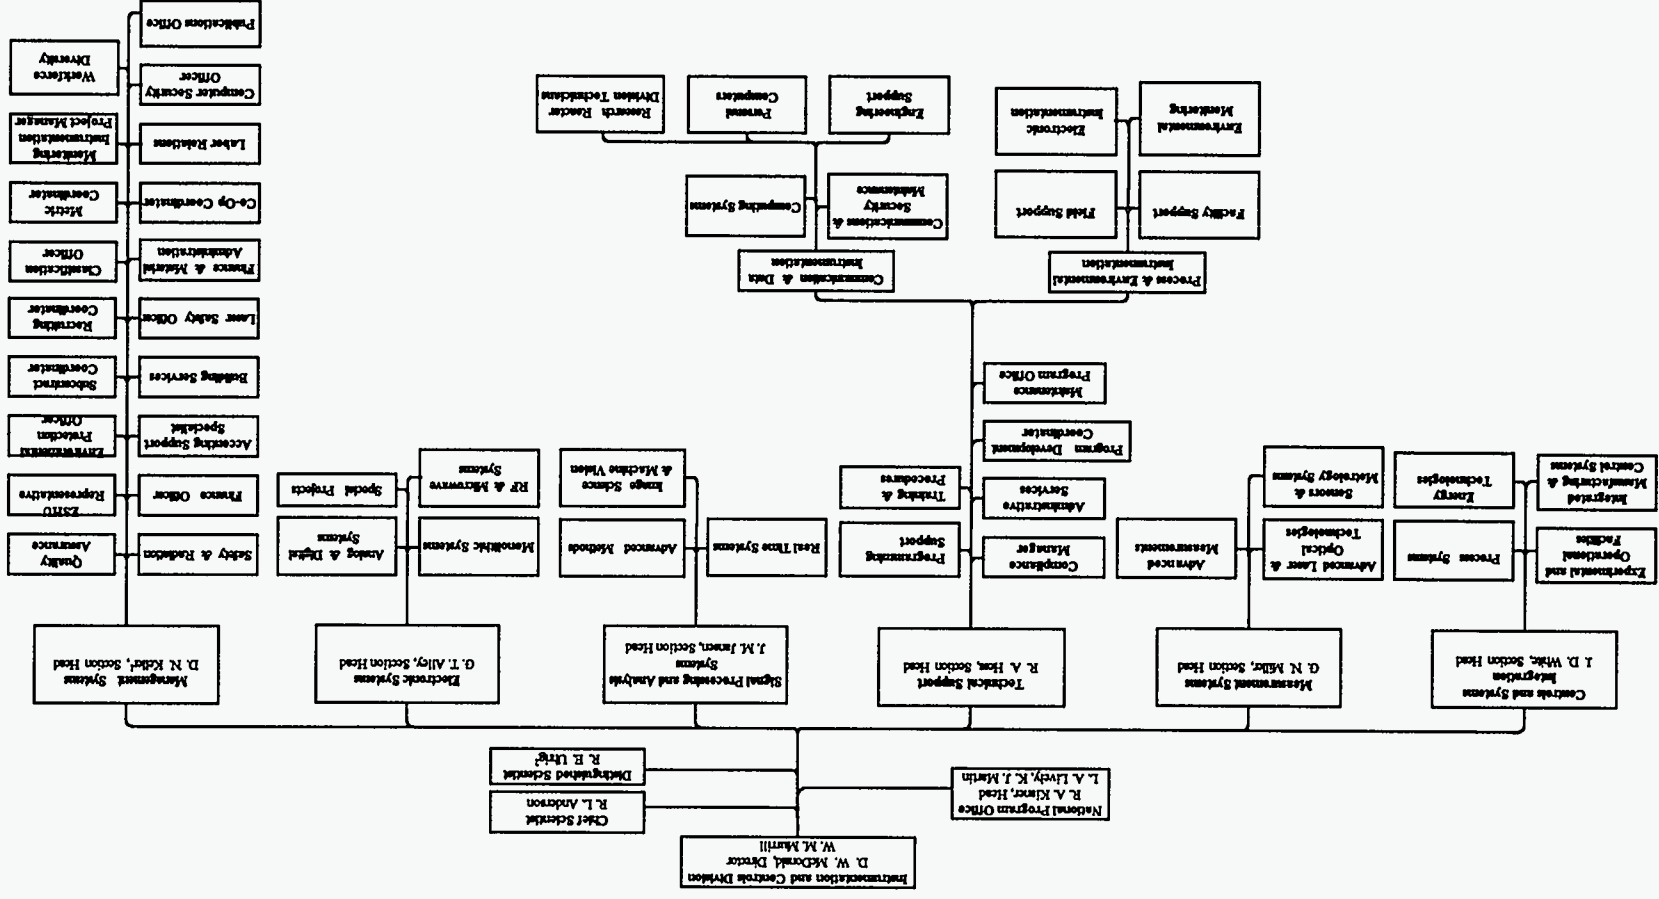 Instrumentation and Controls Division
D. W. McDonald, Director
W. M. Murrill
National Program Office
R. A. Kisner, Head
L. A. Lively, K. J. Martin
Chief Scientist
R. L. Anderson
Distinguished Scientist
R. E. Uhrig²
Controls and Systems
Integration
J. D. White, Section Head
Experimental and
Operational
Facilities
Process Systems
Integrated
Manufacturing &
Control Systems
Energy
Technologies
Measurement Systems
G. N. Miller, Section Head
Advanced Laser &
Optical
Technologies
Advanced
Measurements
Sensors &
Metrology Systems
Technical Support
R. A. Hess, Section Head
Compliance
Manager
Programming
Support
Adminstrative
Services
Training &
Procedures
Program Development
Coordinator
Maintenance
Program Office
Process & Environmental
Instrumentation
Facility Support
Field Support
Environmental
Monitoring
Electronic
Instrumentation
Communication & Data
Instrumentation
Communications &
Security
Maintenance
Computing Systems
Engineering
Support
Personal
Computers
Research Reactor
Division Technicians
Signal Processing and Analysis
Systems
J. M. Jansen, Section Head
Real Time Systems
Advanced Methods
Image Science
& Machine Vision
Electronic Systems
G. T. Alley, Section Head
Monolithic Systems
Analog & Digital
Systems
RF & Microwave
Systems
Special Projects
Management Systems
D. N. Keller¹, Section Head
Safety & Radiation
Quality
Assurance
Finance Officer
ESHU
Representative
Accounting Support
Specialist
Environmental
Protection
Officer
Building Services
Subcontract
Coordinator
Laser Safety Officer
Recruiting
Coordinator
Finance & Material
Administration
Classification
Officer
Co-Op Coordinator
Metric
Coordinator
Labor Relations
Monitoring
Instrumentation
Project Manager
Computer Security
Officer
Workforce
Diversity
Publications Office